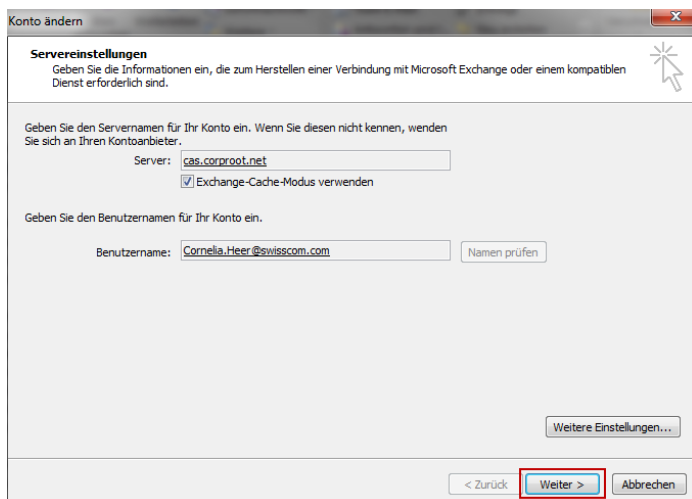 Konto ändern
Servereinstellungen
Geben Sie die Informationen ein, die zum Herstellen einer Verbindung mit Microsoft Exchange oder einem kompatiblen
Dienst erforderlich sind.
Geben Sie den Servernamen für Ihr Konto ein. Wenn Sie diesen nicht kennen, wenden
Sie sich an Ihren Kontoanbieter.
Server: cas.corproot.net
Exchange-Cache-Modus verwenden
Geben Sie den Benutzernamen für Ihr Konto ein.
Benutzername: Cornelia.Heer@swisscom.com Namen prüfen
Weitere Einstellungen...
< Zurück Weiter > Abbrechen